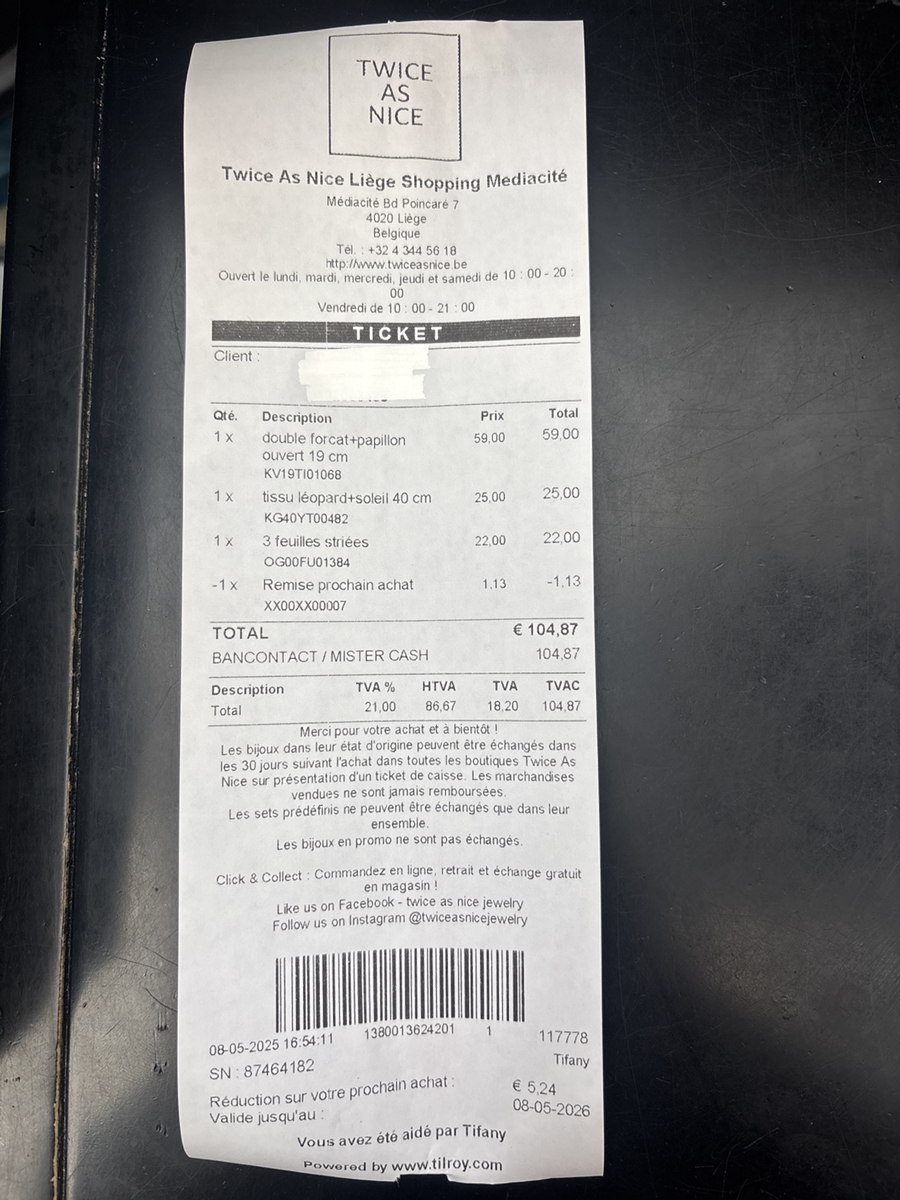 TWICE
AS
NICE
Twice As Nice Liège Shopping Mediacité
Médiacité Bd Poincaré 7
4020 Liège
Belgique
Tél. : +32 4 344 56 18
http://www.twiceasnice.be
Ouvert le lundi, mardi, mercredi, jeudi et samedi de 10 : 00 - 20 :
00
Vendredi de 10 : 00 - 21 : 00
TICKET
Client :
Qté. Description Prix Total
1 x double forcat+papillon 59,00 59,00
ouvert 19 cm
KV19TI01068
1 x tissu léopard+soleil 40 cm 25,00 25,00
KG40YT00482
1 x 3 feuilles striées 22,00 22,00
OG00FU01384
-1 x Remise prochain achat 1,13 -1,13
XX00XX00007
TOTAL € 104,87
BANCONTACT / MISTER CASH 104,87
Description TVA % HTVA TVA TVAC
Total 21,00 86,67 18,20 104,87
Merci pour votre achat et à bientôt !
Les bijoux dans leur état d'origine peuvent être échangés dans
les 30 jours suivant l'achat dans toutes les boutiques Twice As
Nice sur présentation d'un ticket de caisse. Les marchandises
vendues ne sont jamais remboursées.
Les sets prédéfinis ne peuvent être échangés que dans leur
ensemble.
Les bijoux en promo ne sont pas échangés.
Click & Collect : Commandez en ligne, retrait et échange gratuit
en magasin !
Like us on Facebook - twice as nice jewelry
Follow us on Instagram @twiceasnicejewelry
08-05-2025 16:54:11 1380013624201 1 117778
SN : 87464182 Tifany
Réduction sur votre prochain achat : € 5,24
Valide jusqu'au : 08-05-2026
Vous avez été aidé par Tifany
Powered by www.tilroy.com